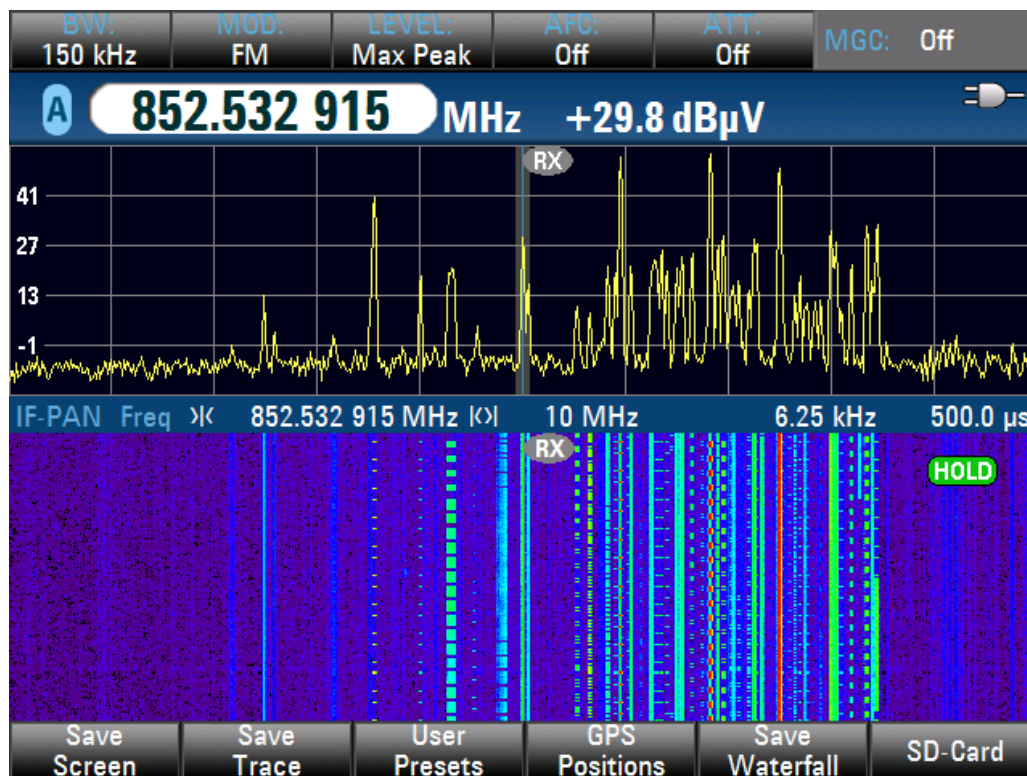 BW: MOD: LEVEL: AFC: ATT: MGC: Off
150 kHz FM Max Peak Off Off
A 852.532 915 MHz +29.8 dBµV
RX
41
27
13
-1
IF-PAN Freq 852.532 915 MHz 10 MHz 6.25 kHz 500.0 µs
RX
HOLD
Save Save User GPS Save SD-Card
Screen Trace Presets Positions Waterfall